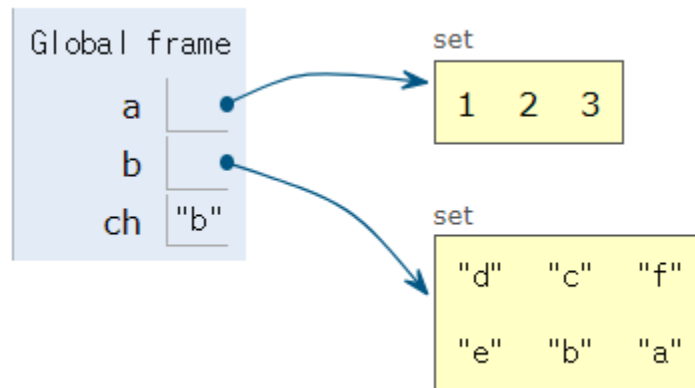 Global frame
a
b
ch "b"
set
1 2 3
set
"d" "c" "f"
"e" "b" "a"